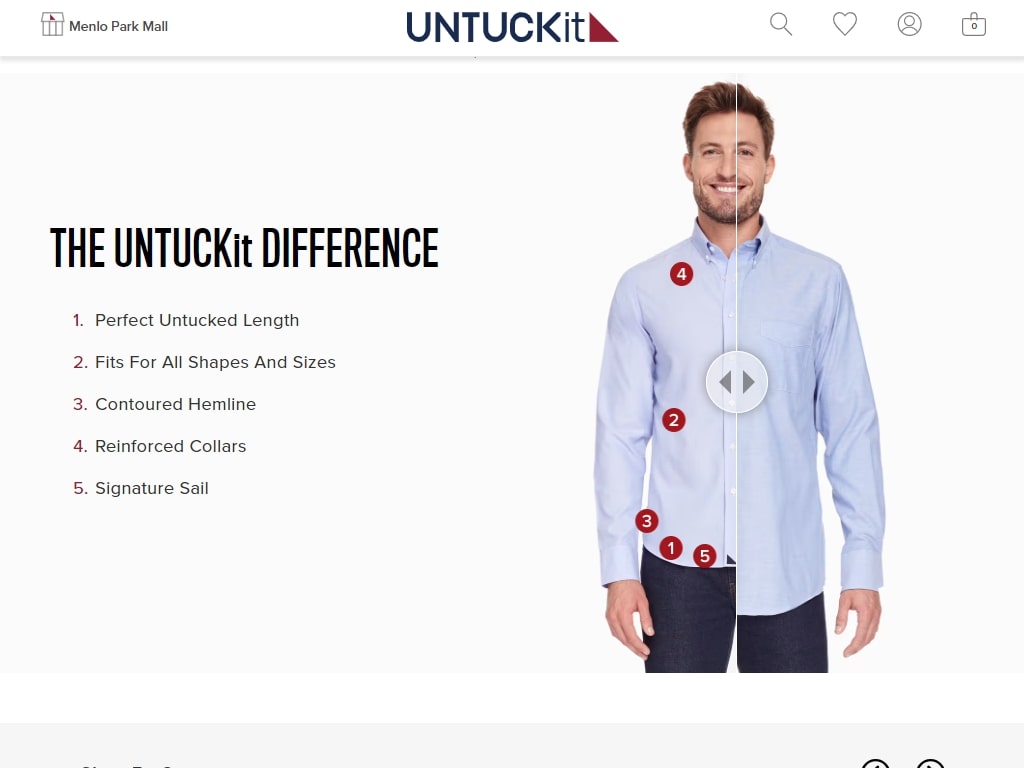 Menlo Park Mall
UNTUCKit
0
THE UNTUCKit DIFFERENCE
1. Perfect Untucked Length
2. Fits For All Shapes And Sizes
3. Contoured Hemline
4. Reinforced Collars
5. Signature Sail
4
2
3
1
5